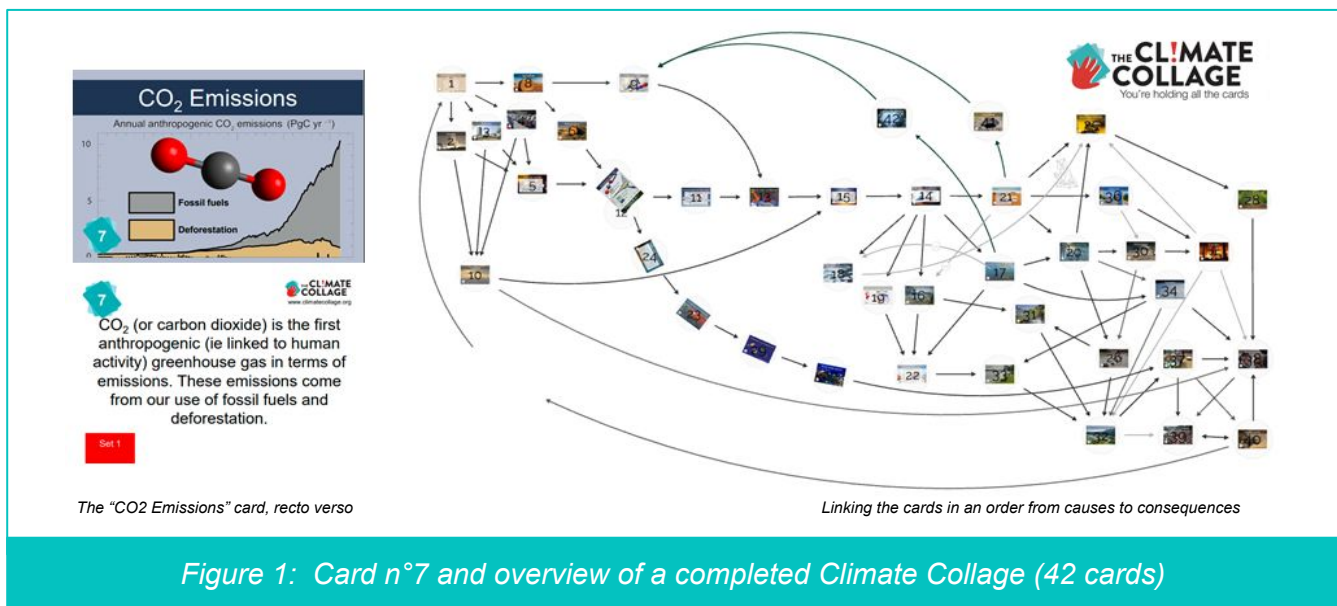 CO₂ Emissions
Annual anthropogenic CO₂ emissions (PgC yr⁻¹)
10
5
0
Fossil fuels
Deforestation
7
7
THE CL!MATE
COLLAGE
www.climatecollage.org
CO₂ (or carbon dioxide) is the first
anthropogenic (ie linked to human
activity) greenhouse gas in terms of
emissions. These emissions come
from our use of fossil fuels and
deforestation.
Set 1
The “CO2 Emissions” card, recto verso
THE CL!MATE
COLLAGE
You're holding all the cards
1
8
5
12
11
13
15
14
21
24
10
18
19
16
17
22
33
34
26
28
30
36
31
29
42
38
37
39
40
Linking the cards in an order from causes to consequences
Figure 1: Card n°7 and overview of a completed Climate Collage (42 cards)